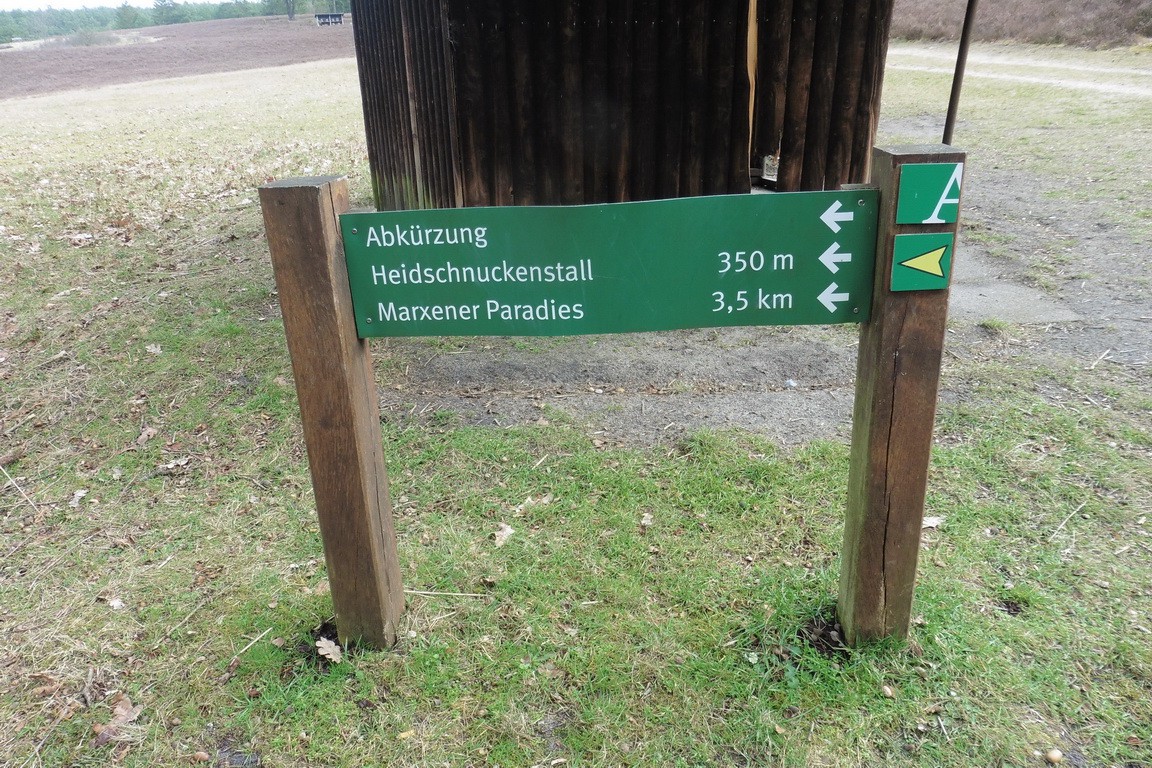 Abkürzung
Heidschnuckenstall 350 m
Marxener Paradies 3,5 km
A